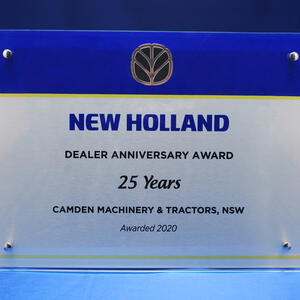 NEW HOLLAND
DEALER ANNIVERSARY AWARD
25 Years
CAMDEN MACHINERY & TRACTORS, NSW
Awarded 2020